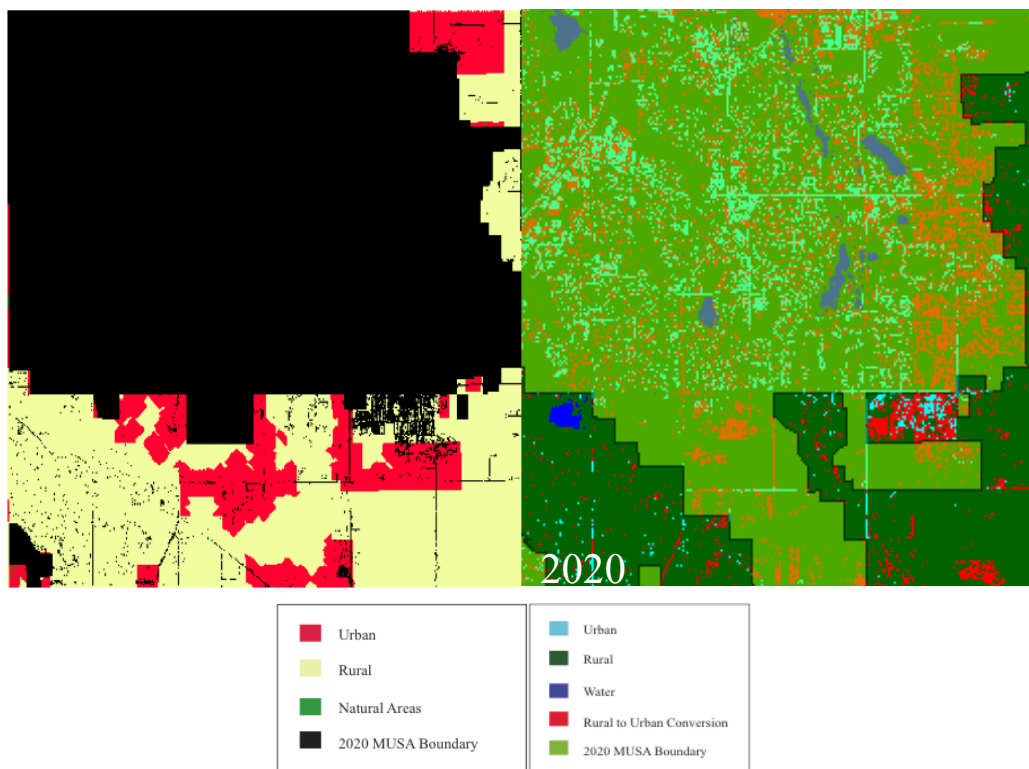 2020
Urban
Rural
Natural Areas
2020 MUSA Boundary
Urban
Rural
Water
Rural to Urban Conversion
2020 MUSA Boundary